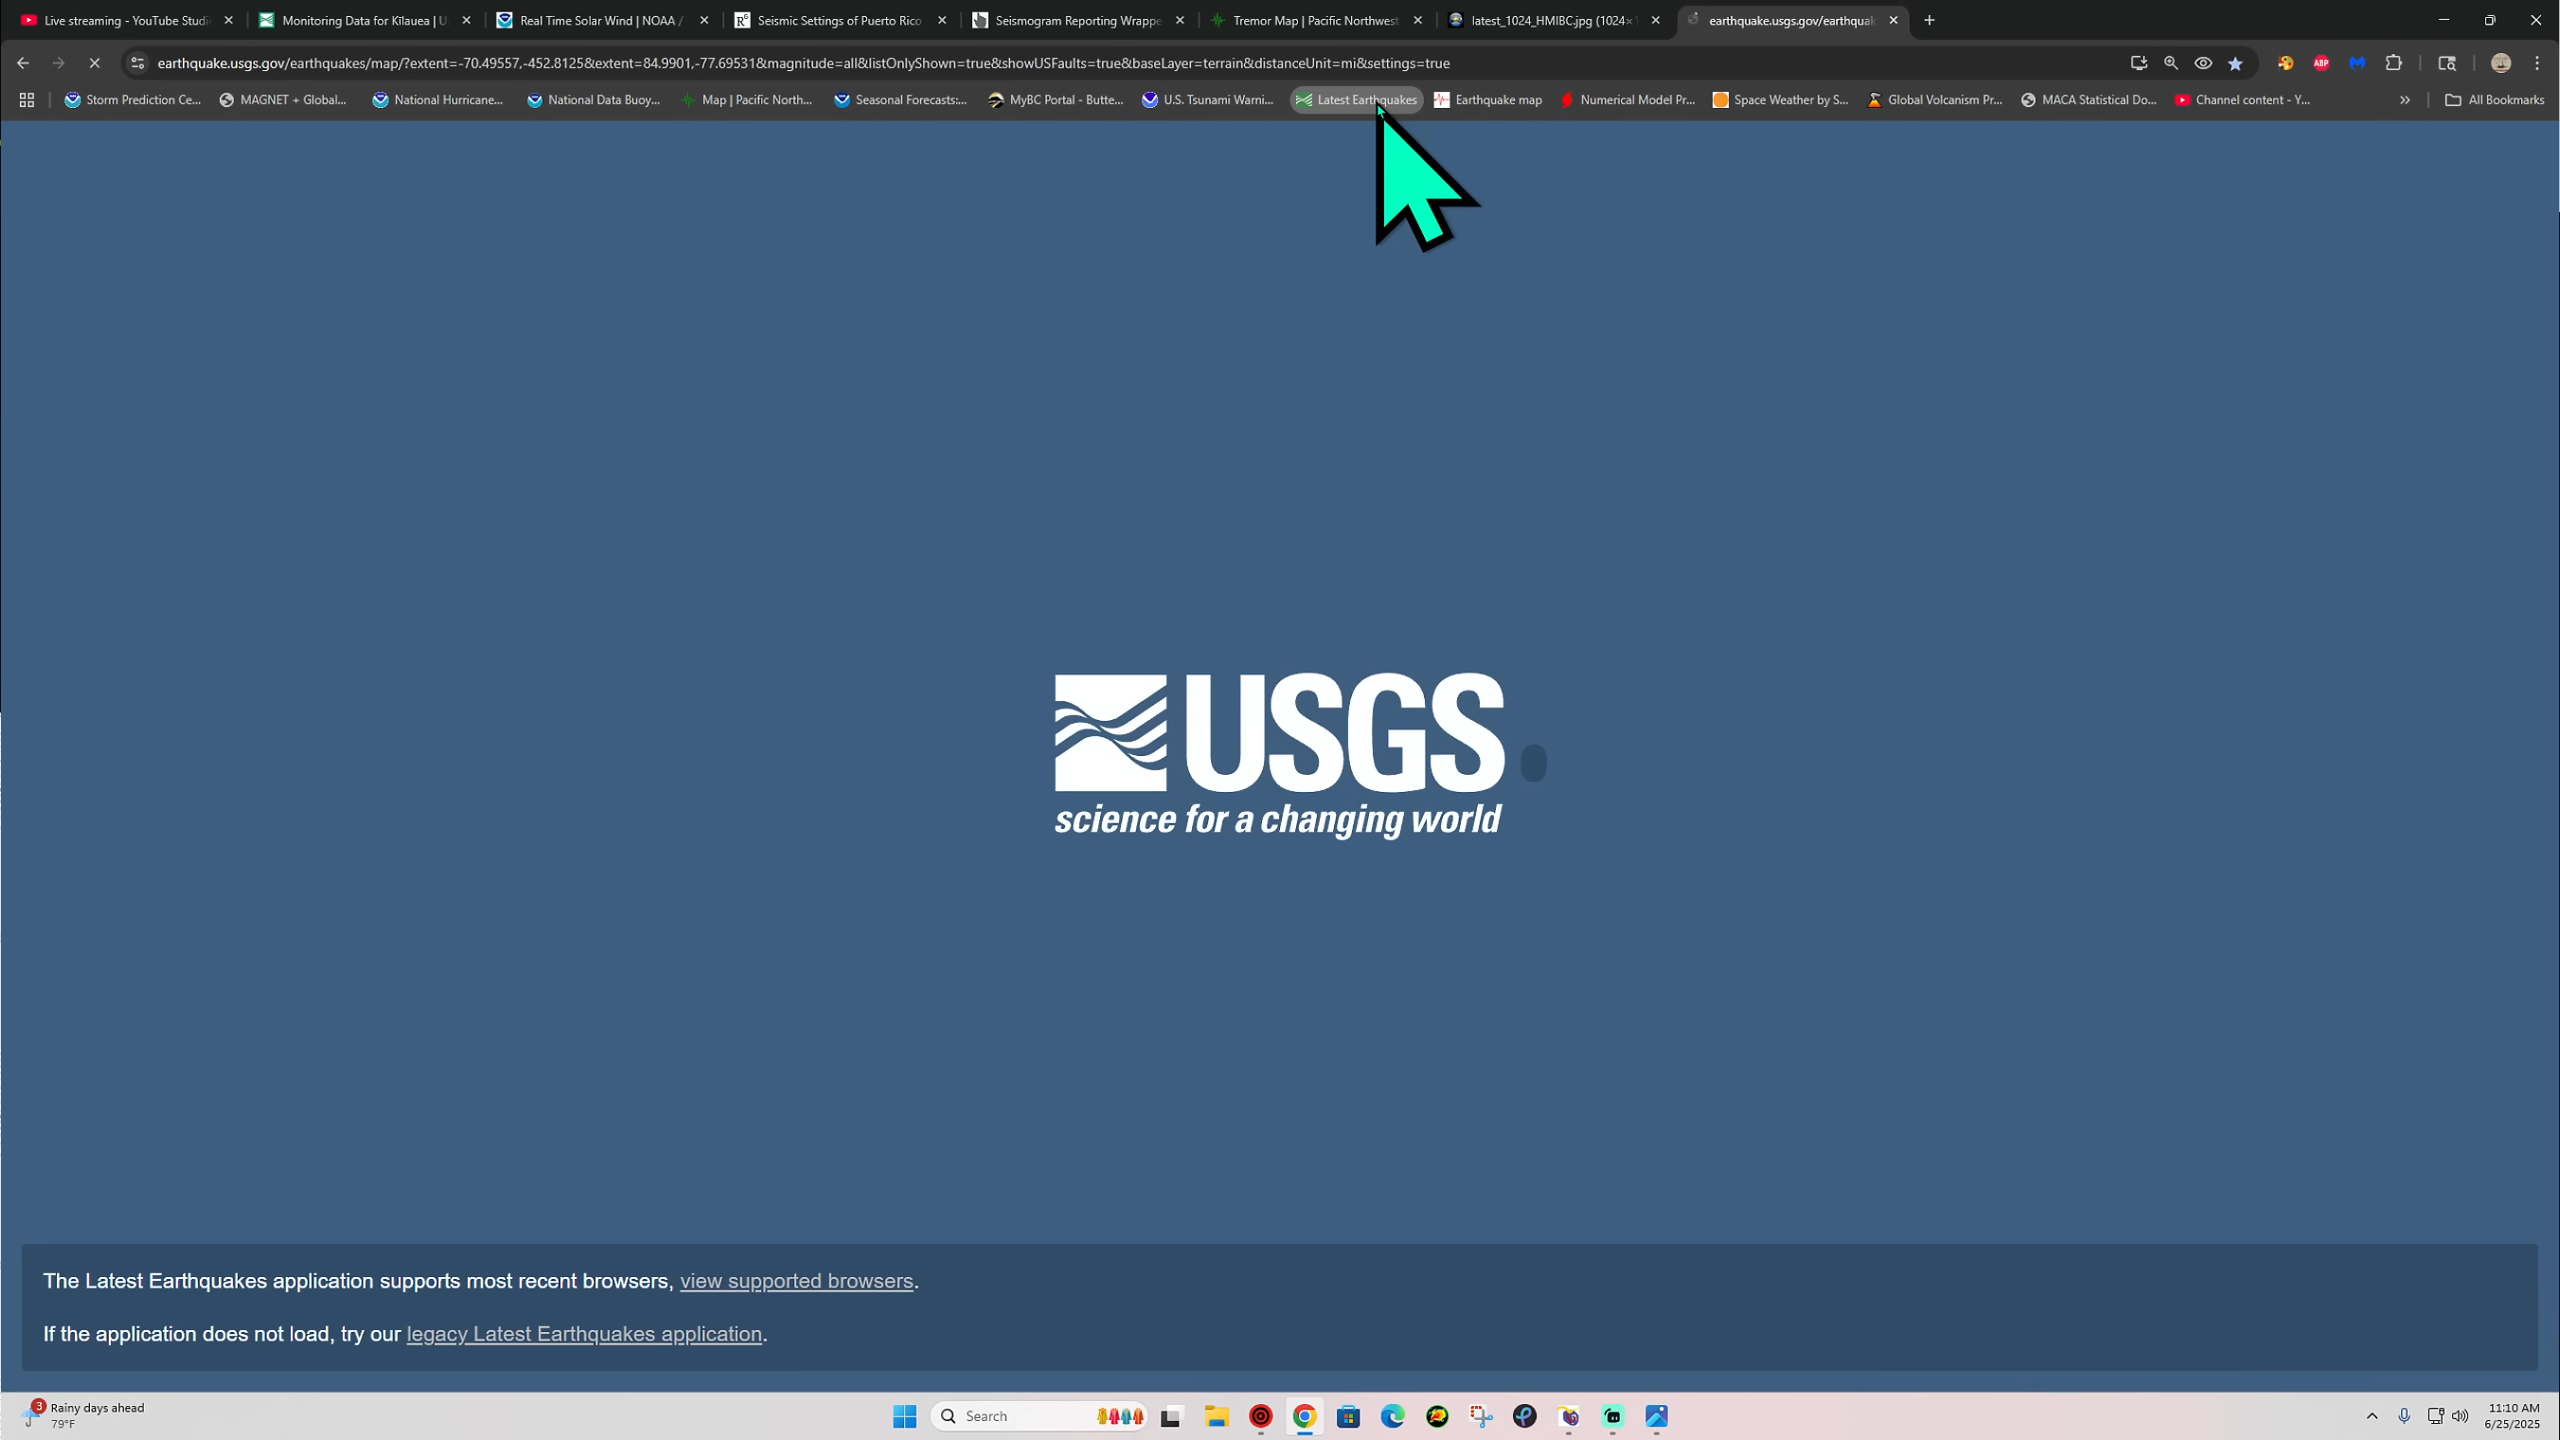 Live streaming - YouTube Studi
Monitoring Data for Kīlauea | U.
Real Time Solar Wind | NOAA /
Seismic Settings of Puerto Rico
Seismogram Reporting Wrappe
Tremor Map | Pacific Northwest
latest_1024_HMIBC.jpg (1024×1
earthquake.usgs.gov/earthquak
earthquake.usgs.gov/earthquakes/map/?extent=-70.49557,-452.8125&extent=84.9901,-77.69531&magnitude=all&listOnlyShown=true&showUSFaults=true&baseLayer=terrain&distanceUnit=mi&settings=true
ABP
Storm Prediction Ce...
MAGNET + Global...
National Hurricane...
National Data Buoy...
Map | Pacific North...
Seasonal Forecasts:...
MyBC Portal - Butte...
U.S. Tsunami Warni...
Latest Earthquakes
Earthquake map
Numerical Model Pr...
Space Weather by S...
Global Volcanism Pr...
MACA Statistical Do...
Channel content - Y...
All Bookmarks
USGS
science for a changing world
The Latest Earthquakes application supports most recent browsers, view supported browsers.
If the application does not load, try our legacy Latest Earthquakes application.
3
Rainy days ahead
79°F
Search
11:10 AM
6/25/2025